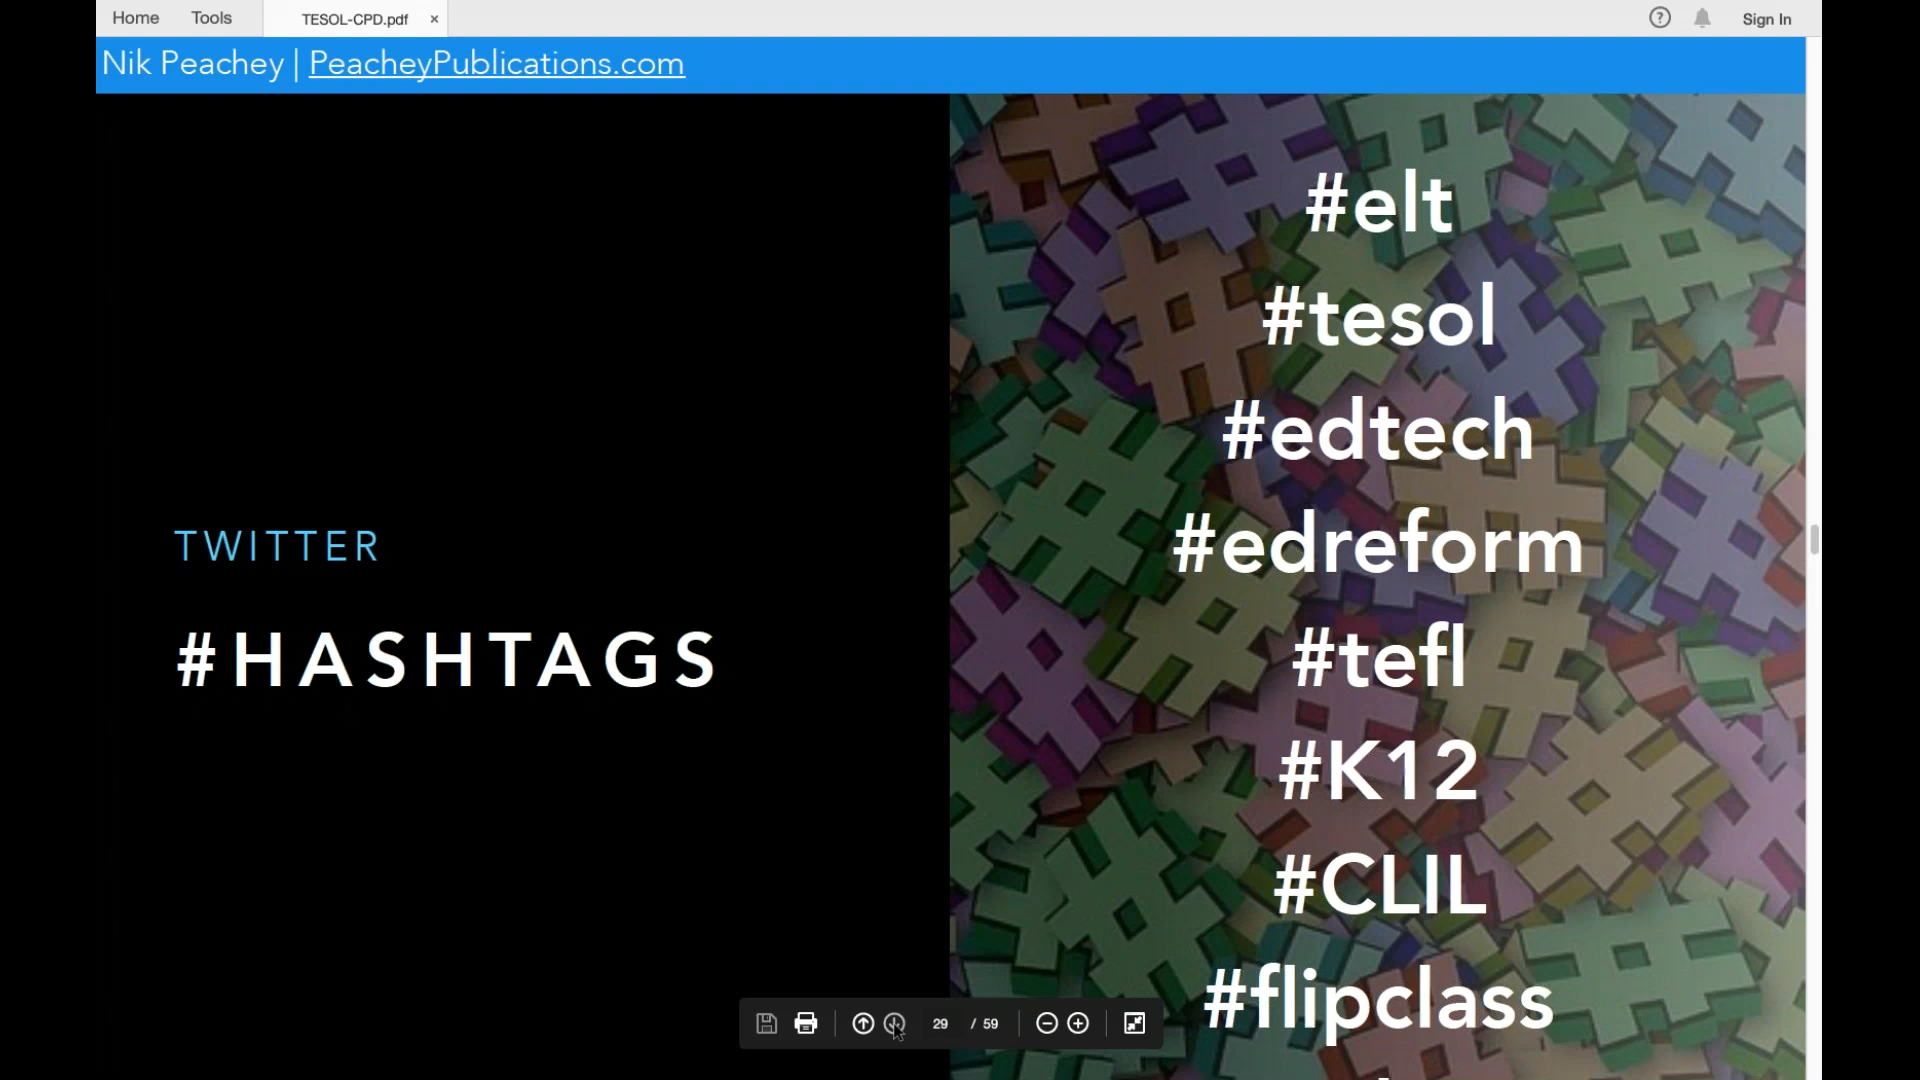 Home Tools TESOL-CPD.pdf × ? Sign In
Nik Peachey | PeacheyPublications.com
TWITTER
#HASHTAGS
#elt
#tesol
#edtech
#edreform
#tefl
#K12
#CLIL
#flipclass
29 / 59